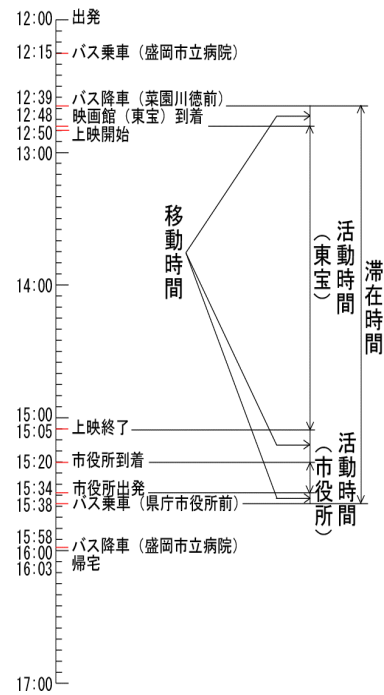 12:00 出発
12:15 バス乗車（盛岡市立病院）
12:39 バス降車（菜園川徳前）
12:48 映画館（東宝）到着
12:50 上映開始
13:00
移動時間
活動時間
（東宝）
滞在時間
14:00
15:00
15:05 上映終了
15:20 市役所到着
活動時間
（市役所）
15:34 市役所出発
15:38 バス乗車（県庁市役所前）
15:58 バス降車（盛岡市立病院）
16:00
16:03 帰宅
17:00